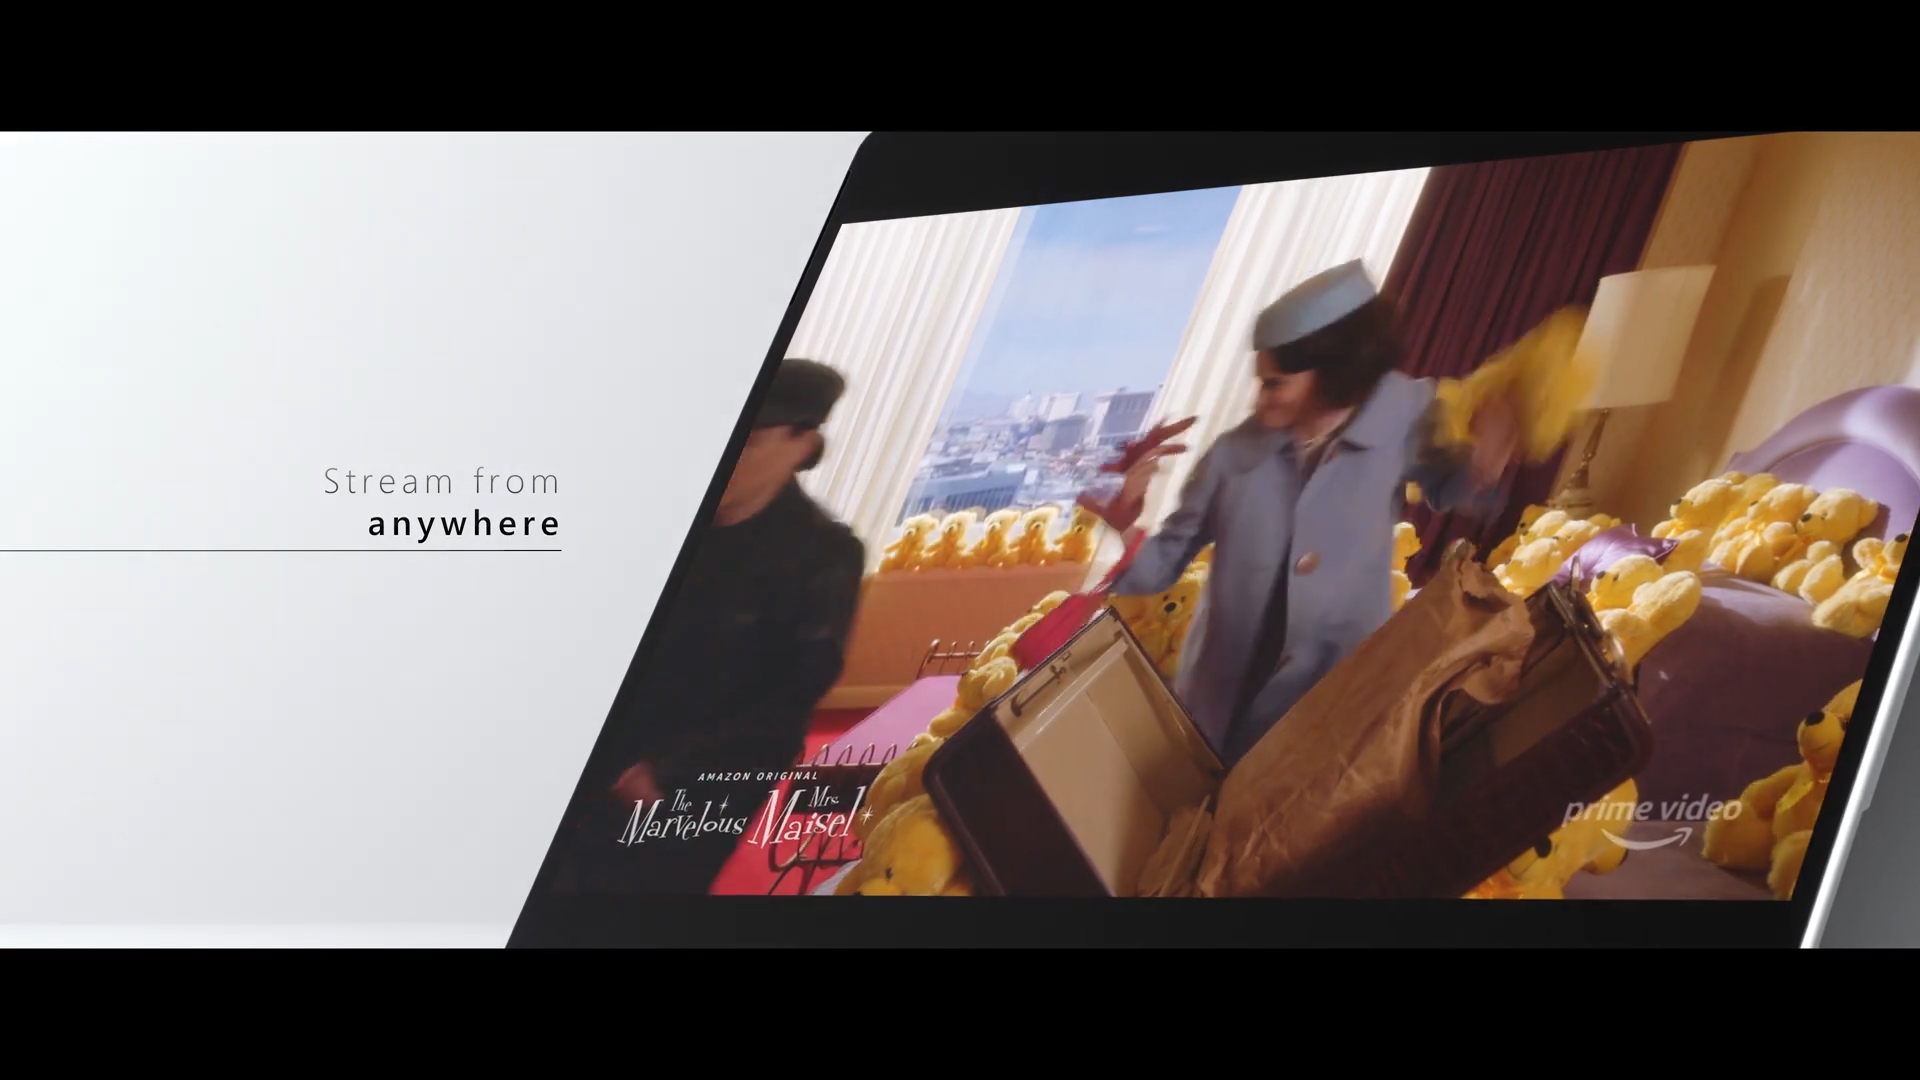 Stream from
anywhere
AMAZON ORIGINAL
The Marvelous Mrs. Maisel
prime video